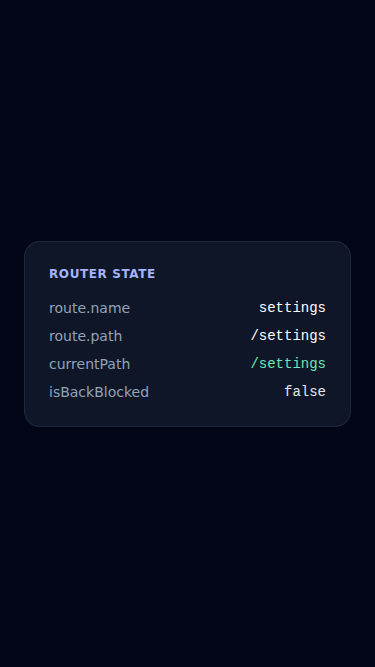 ROUTER STATE
route.name settings
route.path /settings
currentPath /settings
isBackBlocked false